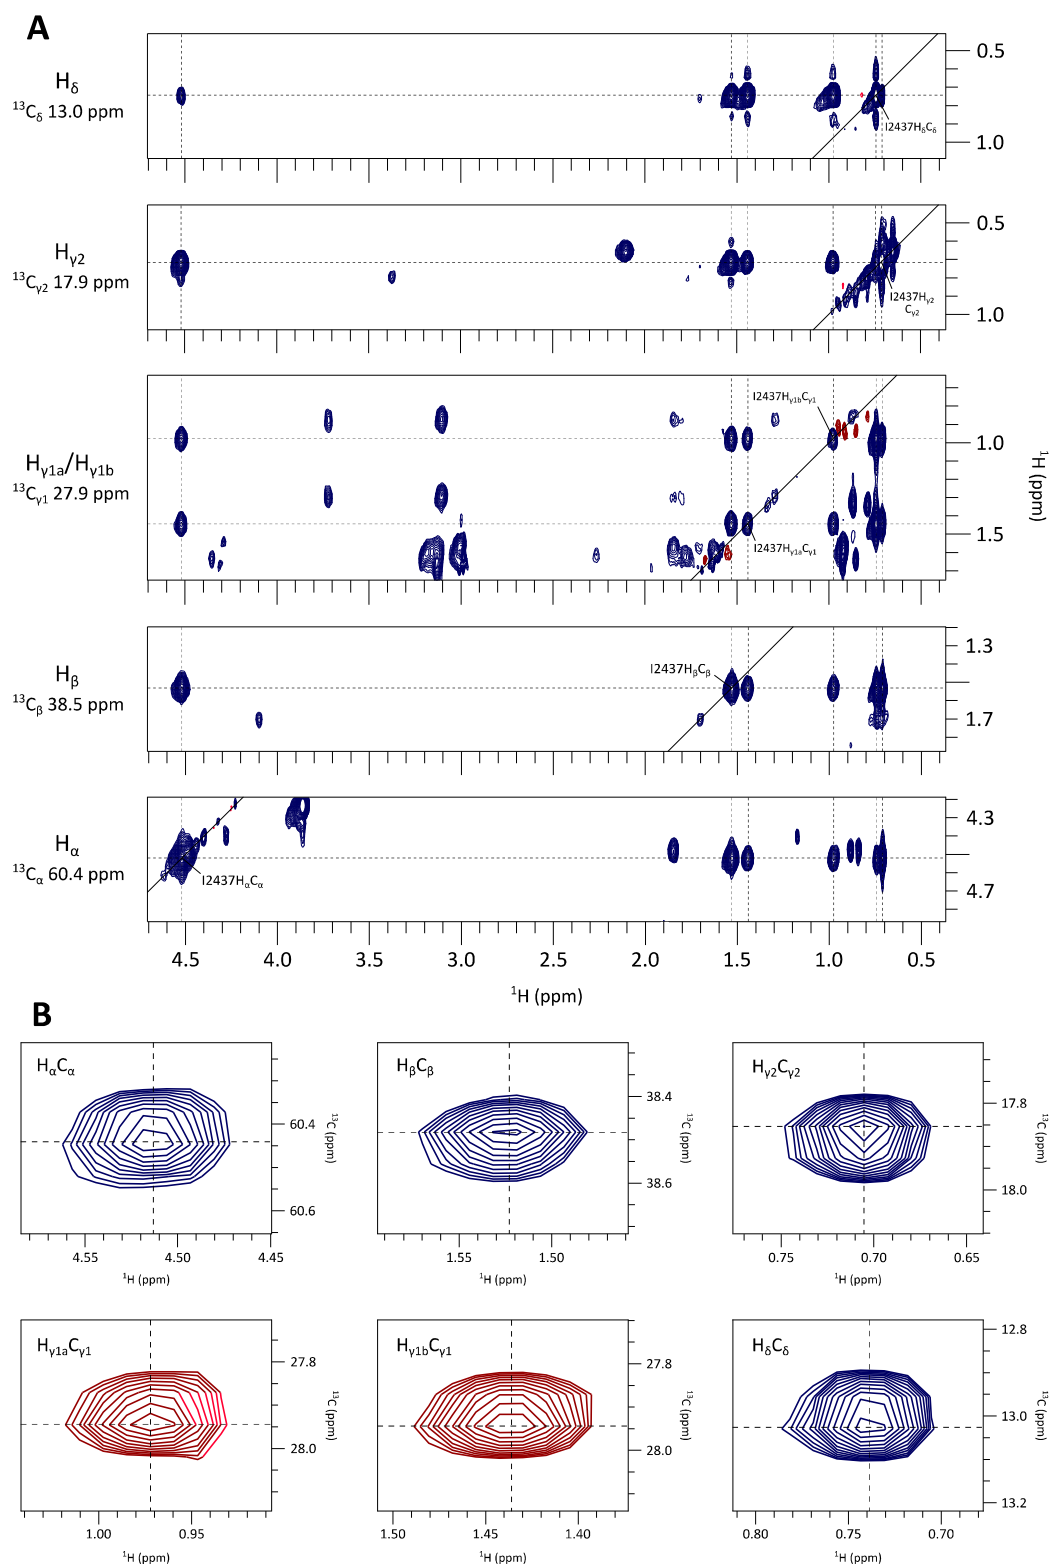 A
Hδ
¹³Cδ 13.0 ppm
0.5
1.0
I2437HδCδ
Hγ2
¹³Cγ2 17.9 ppm
0.5
1.0
I2437Hγ2
Cγ2
Hγ1a/Hγ1b
¹³Cγ1 27.9 ppm
I2437Hγ1bCγ1
I2437Hγ1aCγ1
1.0
1.5
¹H (ppm)
Hβ
¹³Cβ 38.5 ppm
I2437HβCβ
1.3
1.7
Hα
¹³Cα 60.4 ppm
I2437HαCα
4.3
4.7
4.5 4.0 3.5 3.0 2.5 2.0 1.5 1.0 0.5
¹H (ppm)
B
HαCα
60.4
60.6
¹³C (ppm)
4.55 4.50 4.45
¹H (ppm)
HβCβ
38.4
38.6
¹³C (ppm)
1.55 1.50
¹H (ppm)
Hγ2Cγ2
17.8
18.0
¹³C (ppm)
0.75 0.70 0.65
¹H (ppm)
Hγ1aCγ1
27.8
28.0
¹³C (ppm)
1.00 0.95
¹H (ppm)
Hγ1bCγ1
27.8
28.0
¹³C (ppm)
1.50 1.45 1.40
¹H (ppm)
HδCδ
12.8
13.0
13.2
¹³C (ppm)
0.80 0.75 0.70
¹H (ppm)